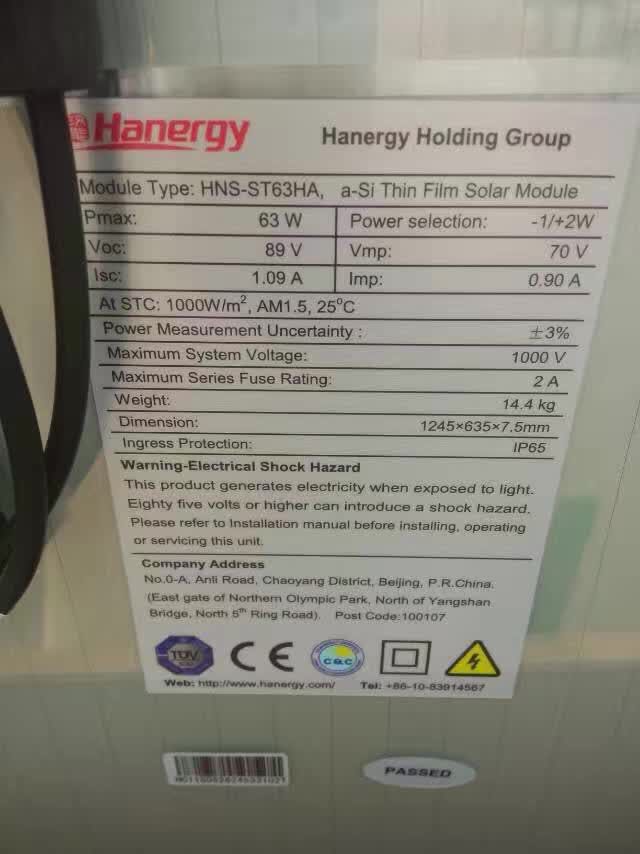 Hanergy
Hanergy Holding Group
Module Type: HNS-ST63HA, a-Si Thin Film Solar Module
Pmax: 63 W Power selection: -1/+2W
Voc: 89 V Vmp: 70 V
Isc: 1.09 A Imp: 0.90 A
At STC: 1000W/m², AM1.5, 25°C
Power Measurement Uncertainty : ±3%
Maximum System Voltage: 1000 V
Maximum Series Fuse Rating: 2 A
Weight: 14.4 kg
Dimension: 1245×635×7.5mm
Ingress Protection: IP65
Warning-Electrical Shock Hazard
This product generates electricity when exposed to light.
Eighty five volts or higher can introduce a shock hazard.
Please refer to Installation manual before installing, operating
or servicing this unit.
Company Address
No.0-A, Anli Road, Chaoyang District, Beijing, P.R.China.
(East gate of Northern Olympic Park, North of Yangshan
Bridge, North 5th Ring Road). Post Code:100107
TÜV CE CQC
Web: http://www.hanergy.com/ Tel: +86-10-83914567
PASSED